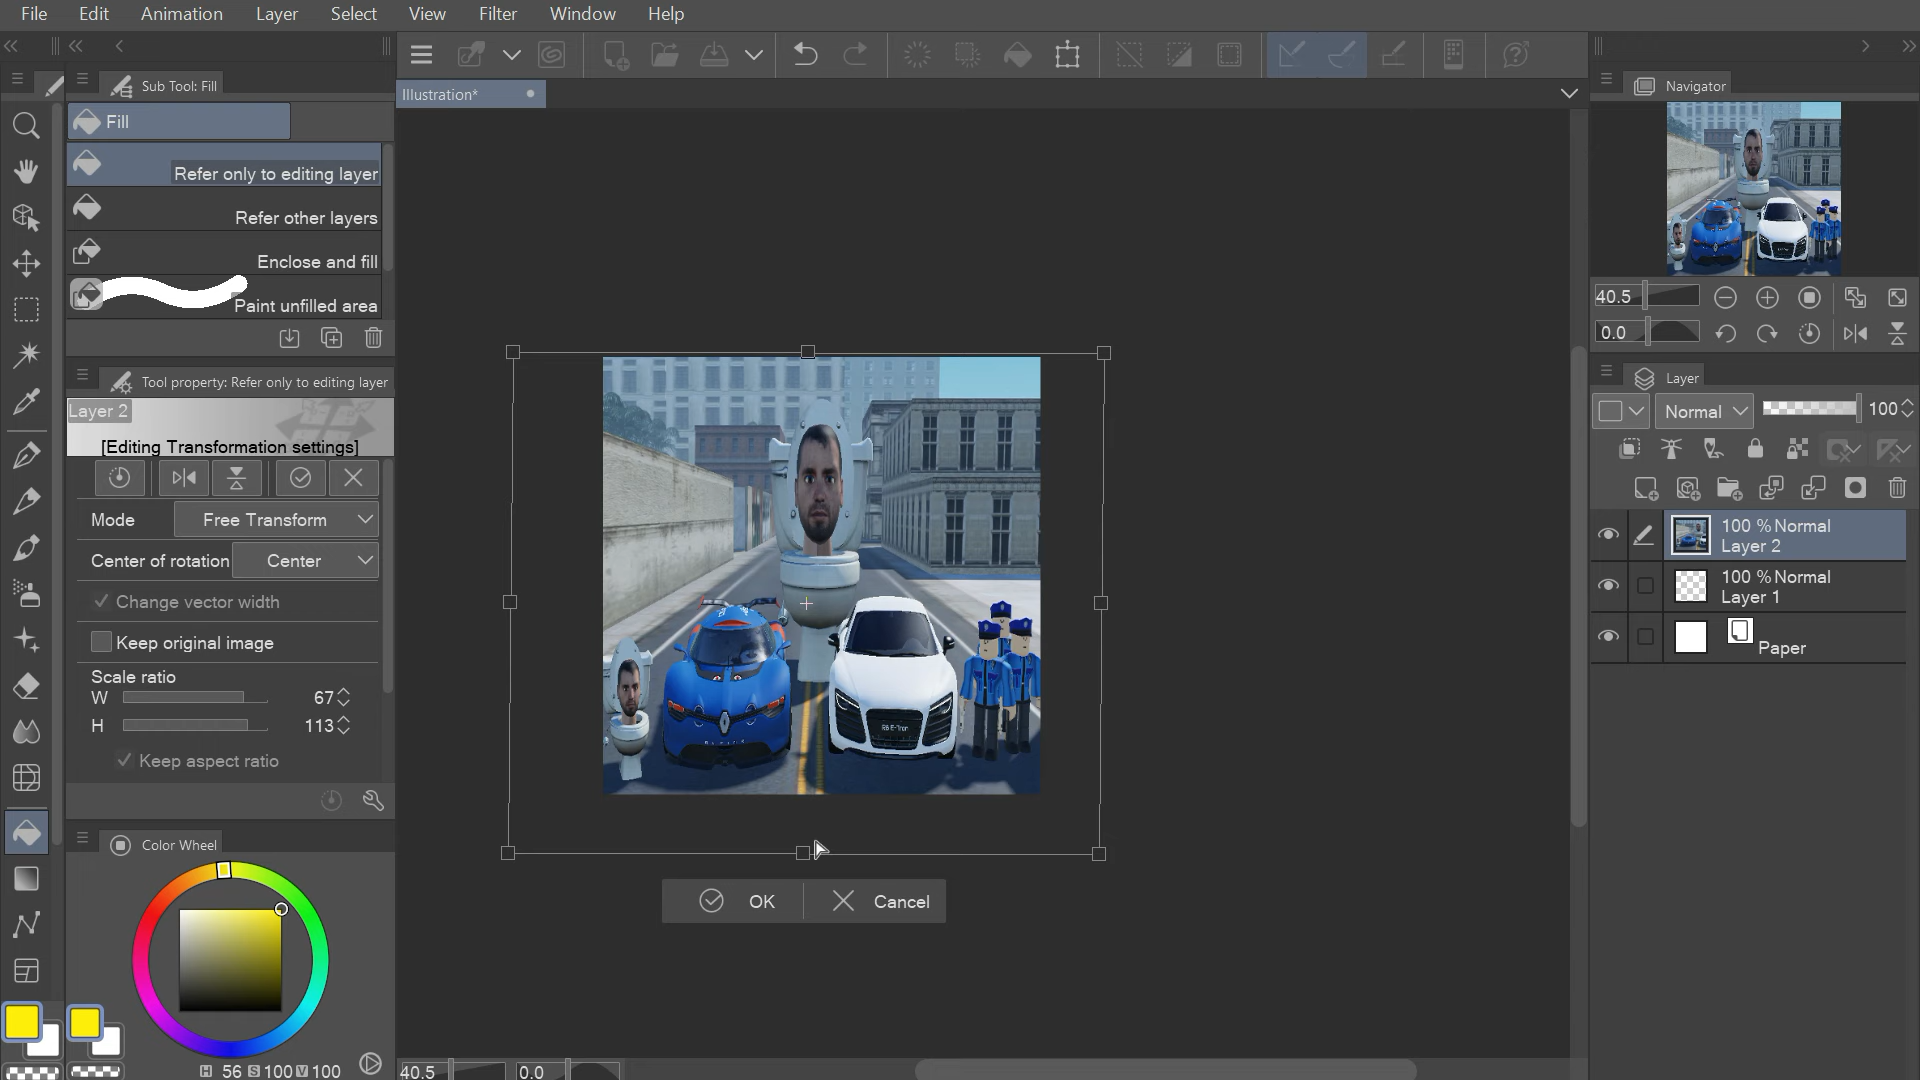 File Edit Animation Layer Select View Filter Window Help
Sub Tool: Fill
Fill
Refer only to editing layer
Refer other layers
Enclose and fill
Paint unfilled area
Tool property: Refer only to editing layer
Layer 2
[Editing Transformation settings]
Mode Free Transform
Center of rotation Center
Change vector width
Keep original image
Scale ratio
W 67
H 113
Keep aspect ratio
Color Wheel
H 56 S 100 V 100
Illustration*
R8 E-Tron
OK Cancel
40.5 0.0
Navigator
40.5
0.0
Layer
Normal 100
100 % Normal
Layer 2
100 % Normal
Layer 1
Paper